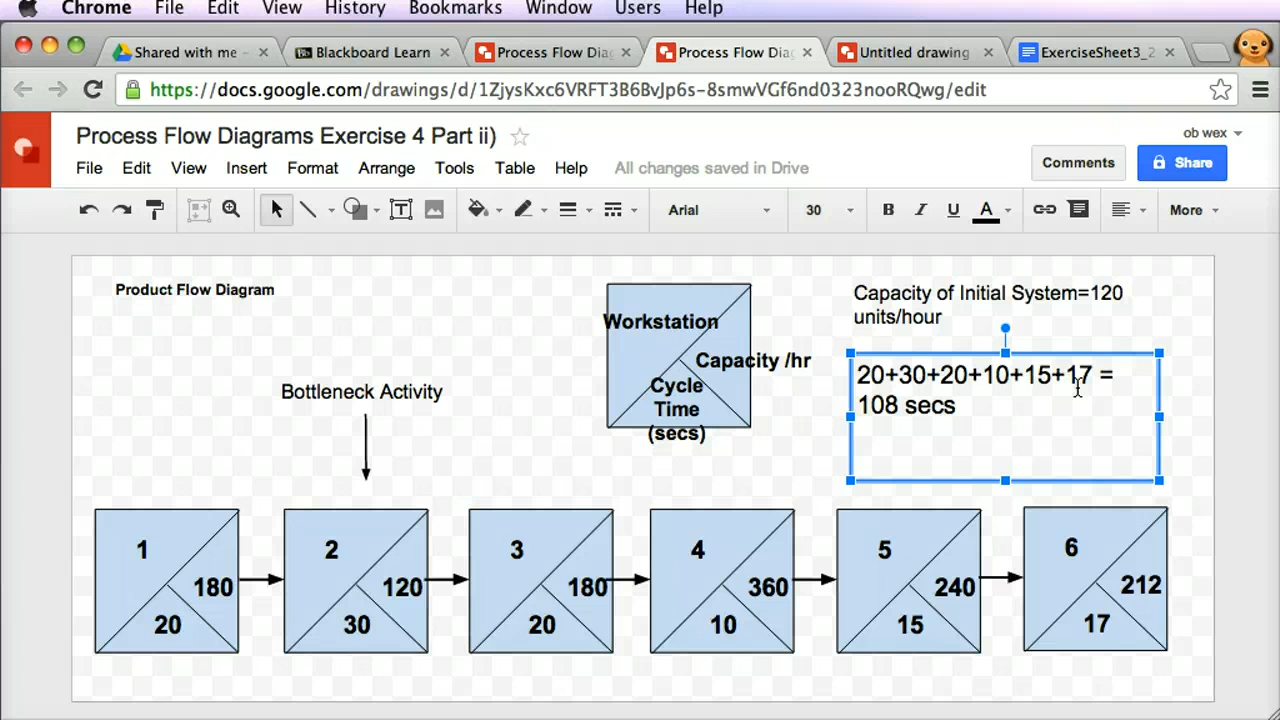 Chrome File Edit View History Bookmarks Window Users Help
Shared with me – Blackboard Learn Process Flow Dia Process Flow Dia Untitled drawing ExerciseSheet3_2
https://docs.google.com/drawings/d/1ZjysKxc6VRFT3B6BvJp6s-8smwVGf6nd0323nooRQwg/edit
Process Flow Diagrams Exercise 4 Part ii)
ob wex
File Edit View Insert Format Arrange Tools Table Help All changes saved in Drive
Comments Share
Arial 30 B I U A More
Product Flow Diagram
Workstation
Capacity /hr
Cycle
Time
(secs)
Capacity of Initial System=120
units/hour
20+30+20+10+15+17 =
108 secs
Bottleneck Activity
1 180 20
2 120 30
3 180 20
4 360 10
5 240 15
6 212 17